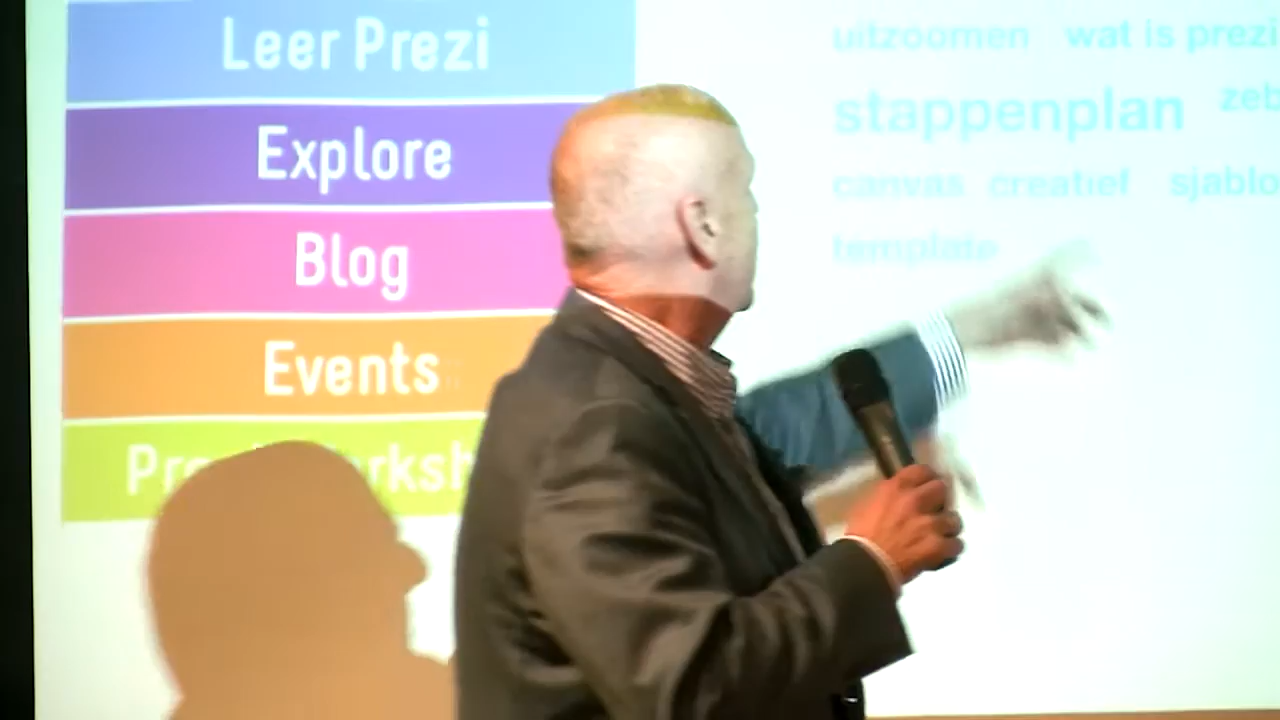 Leer Prezi
Explore
Blog
Events
uitzoomen wat is prezi
stappenplan
canvas creatief
template